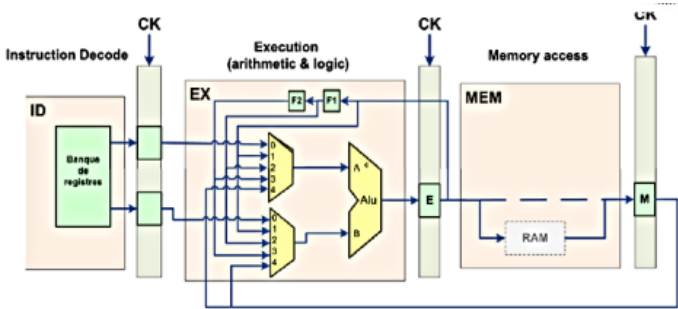 CK
CK
CK
Instruction Decode
Execution
(arithmetic & logic)
Memory access
ID
EX
MEM
F2
F1
Banque
de
registres
0
1
2
3
4
A
Alu
B
E
M
RAM
0
1
2
3
4